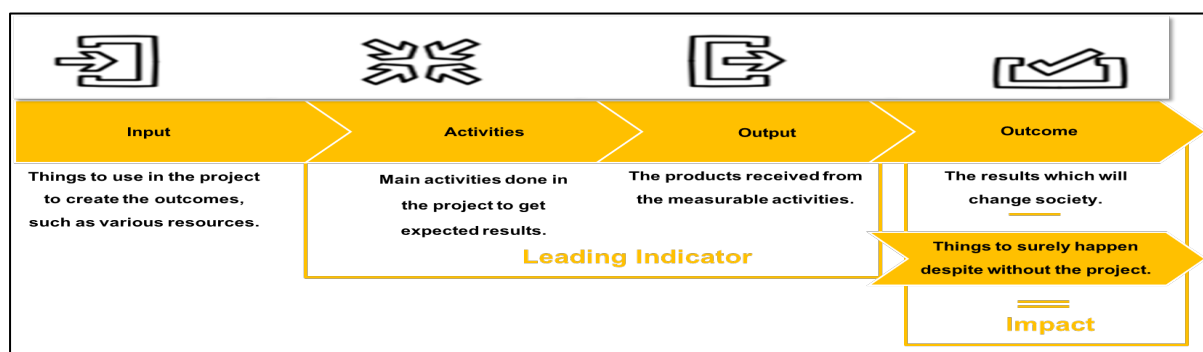 Input
Activities
Output
Outcome
Things to use in the project
to create the outcomes,
such as various resources.
Main activities done in
the project to get
expected results.
The products received from
the measurable activities.
The results which will
change society.
Leading Indicator
Things to surely happen
despite without the project.
Impact